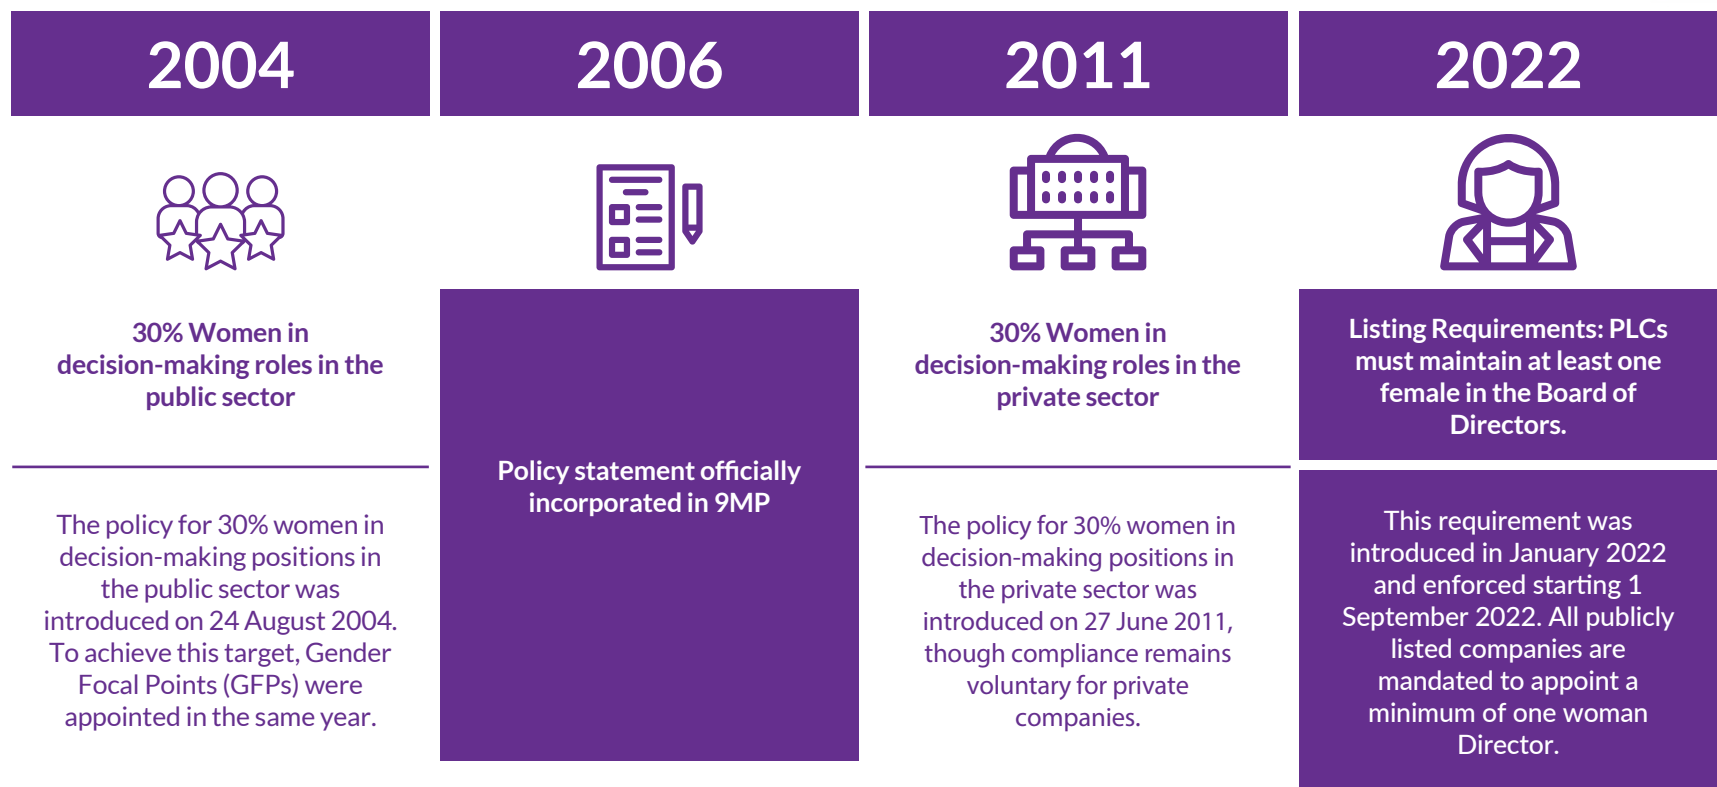 2004
30% Women in
decision-making roles in the
public sector
The policy for 30% women in
decision-making positions in
the public sector was
introduced on 24 August 2004.
To achieve this target, Gender
Focal Points (GFPs) were
appointed in the same year.
2006
Policy statement officially
incorporated in 9MP
2011
30% Women in
decision-making roles in the
private sector
The policy for 30% women in
decision-making positions in
the private sector was
introduced on 27 June 2011,
though compliance remains
voluntary for private
companies.
2022
Listing Requirements: PLCs
must maintain at least one
female in the Board of
Directors.
This requirement was
introduced in January 2022
and enforced starting 1
September 2022. All publicly
listed companies are
mandated to appoint a
minimum of one woman
Director.